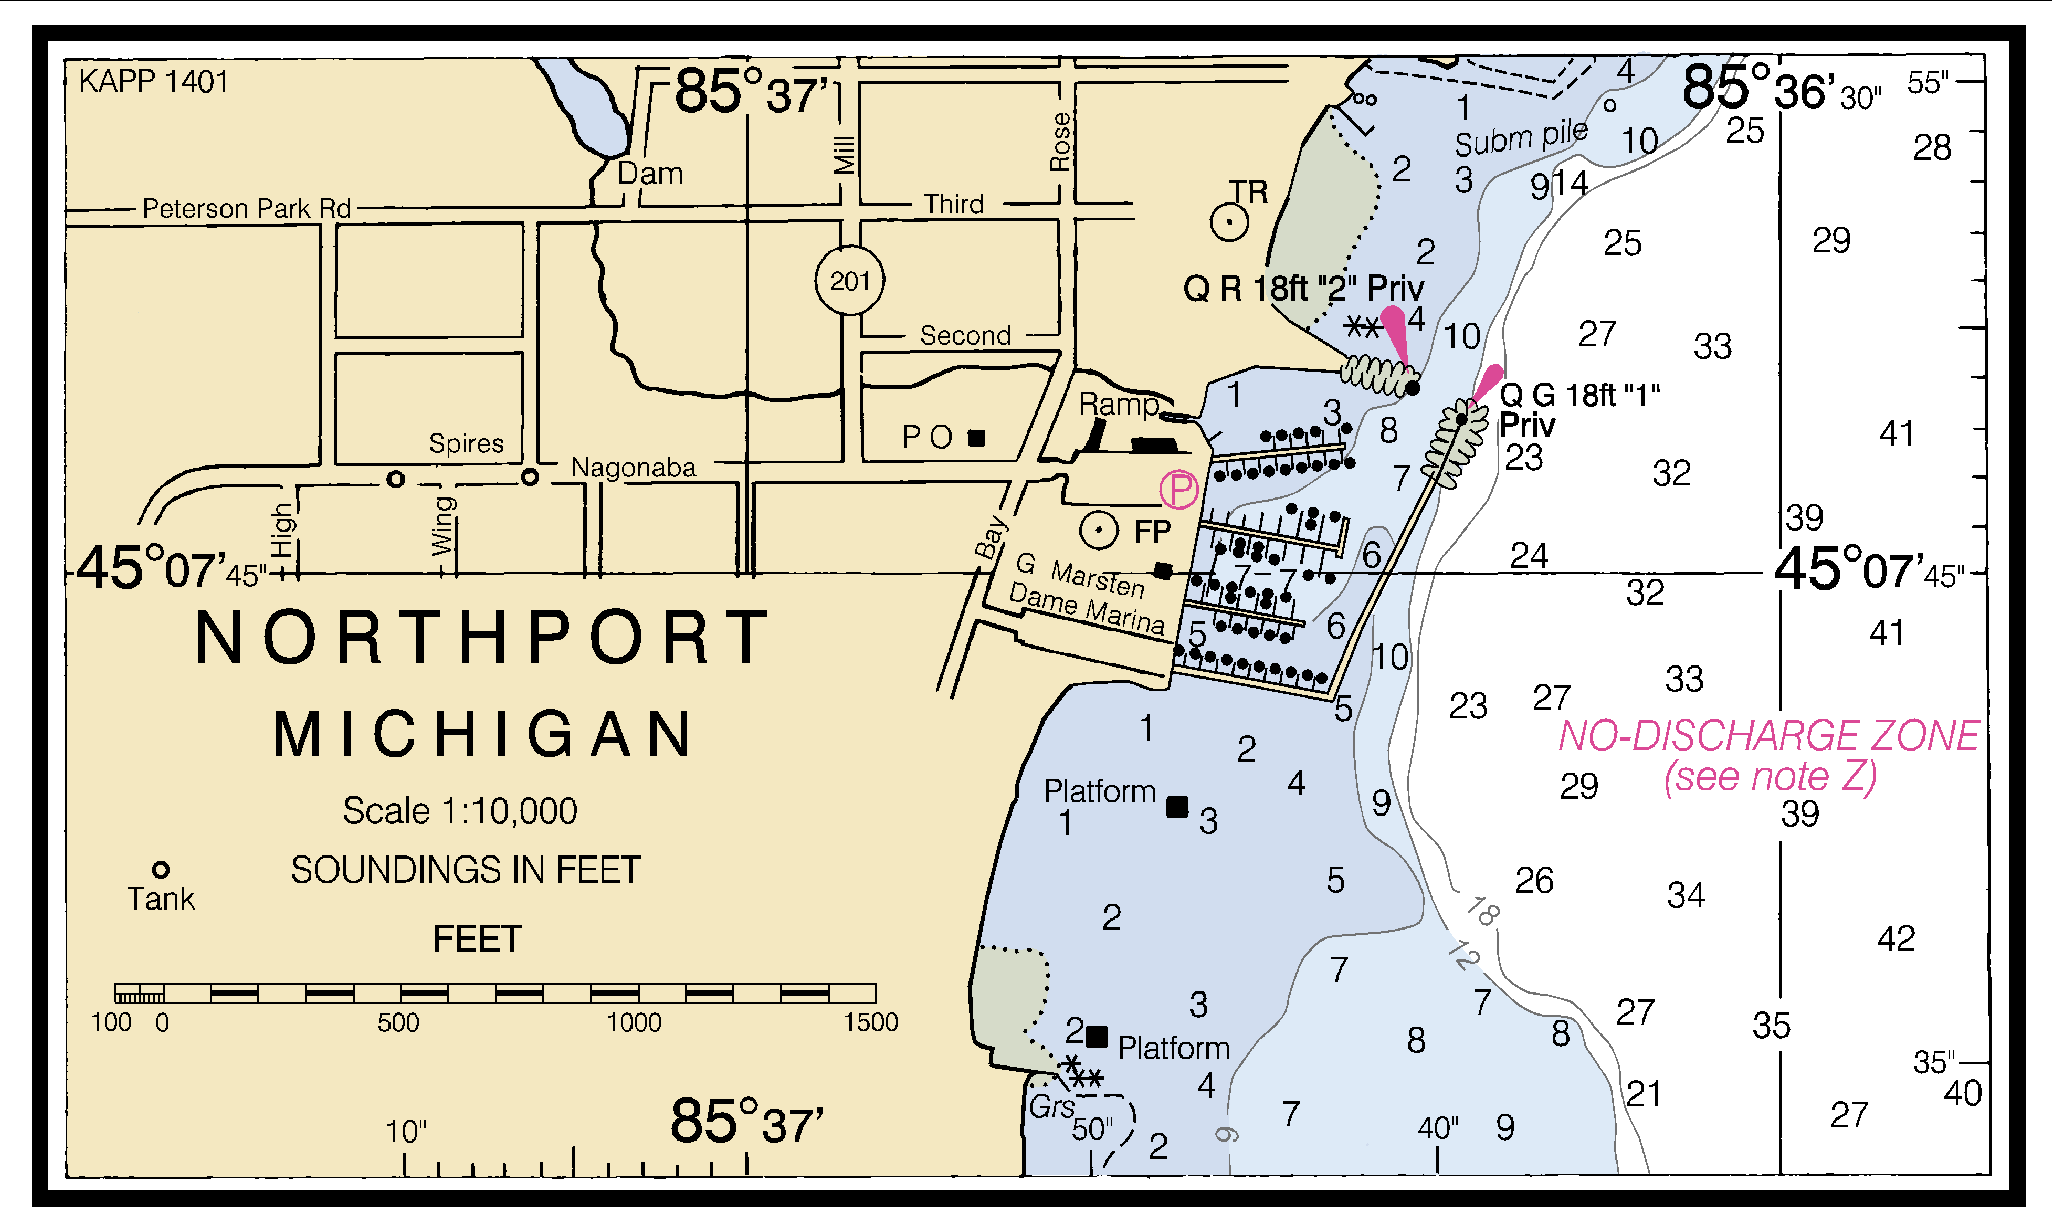 KAPP 1401
85°37'
85°36'30"
55"
Mill
Rose
4
1
Subm pile
10
25
28
Dam
2
3
9
14
TR
Peterson Park Rd
Third
25
29
2
201
Q R 18ft "2" Priv
4
10
27
33
Second
1
Ramp
3
8
Q G 18ft "1"
Priv
41
P O
Spires
Nagonaba
7
23
32
P
High
Wing
Bay
FP
39
6
24
45°07'45"
7
7
45°07'45"
G Marsten
Dame Marina
32
5
6
41
NORTHPORT
10
33
23
27
5
MICHIGAN
1
2
NO-DISCHARGE ZONE
(see note Z)
4
29
Platform
1
3
9
39
Scale 1:10,000
SOUNDINGS IN FEET
5
26
34
Tank
2
18
FEET
42
12
7
3
7
27
35
100 0 500 1000 1500
2
Platform
8
8
35"
4
21
40
Grs
7
27
10"
85°37'
50"
2
6
40"
9